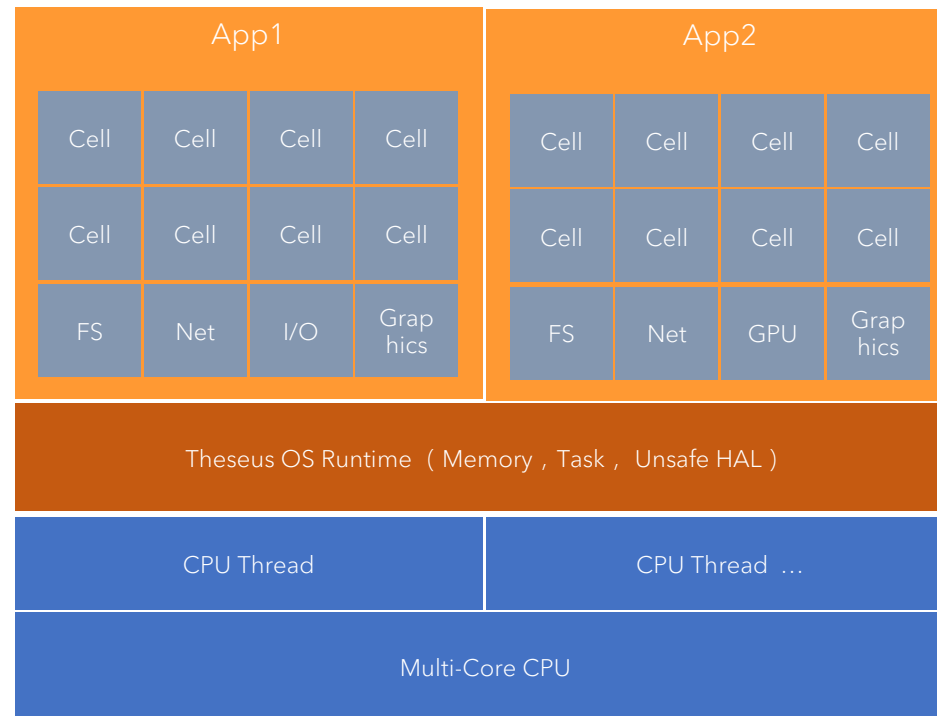 App1
App2
Cell Cell Cell Cell
Cell Cell Cell Cell
Cell Cell Cell Cell
Cell Cell Cell Cell
FS Net I/O Grap
hics
FS Net GPU Grap
hics
Theseus OS Runtime （ Memory , Task , Unsafe HAL ）
CPU Thread
CPU Thread …
Multi-Core CPU